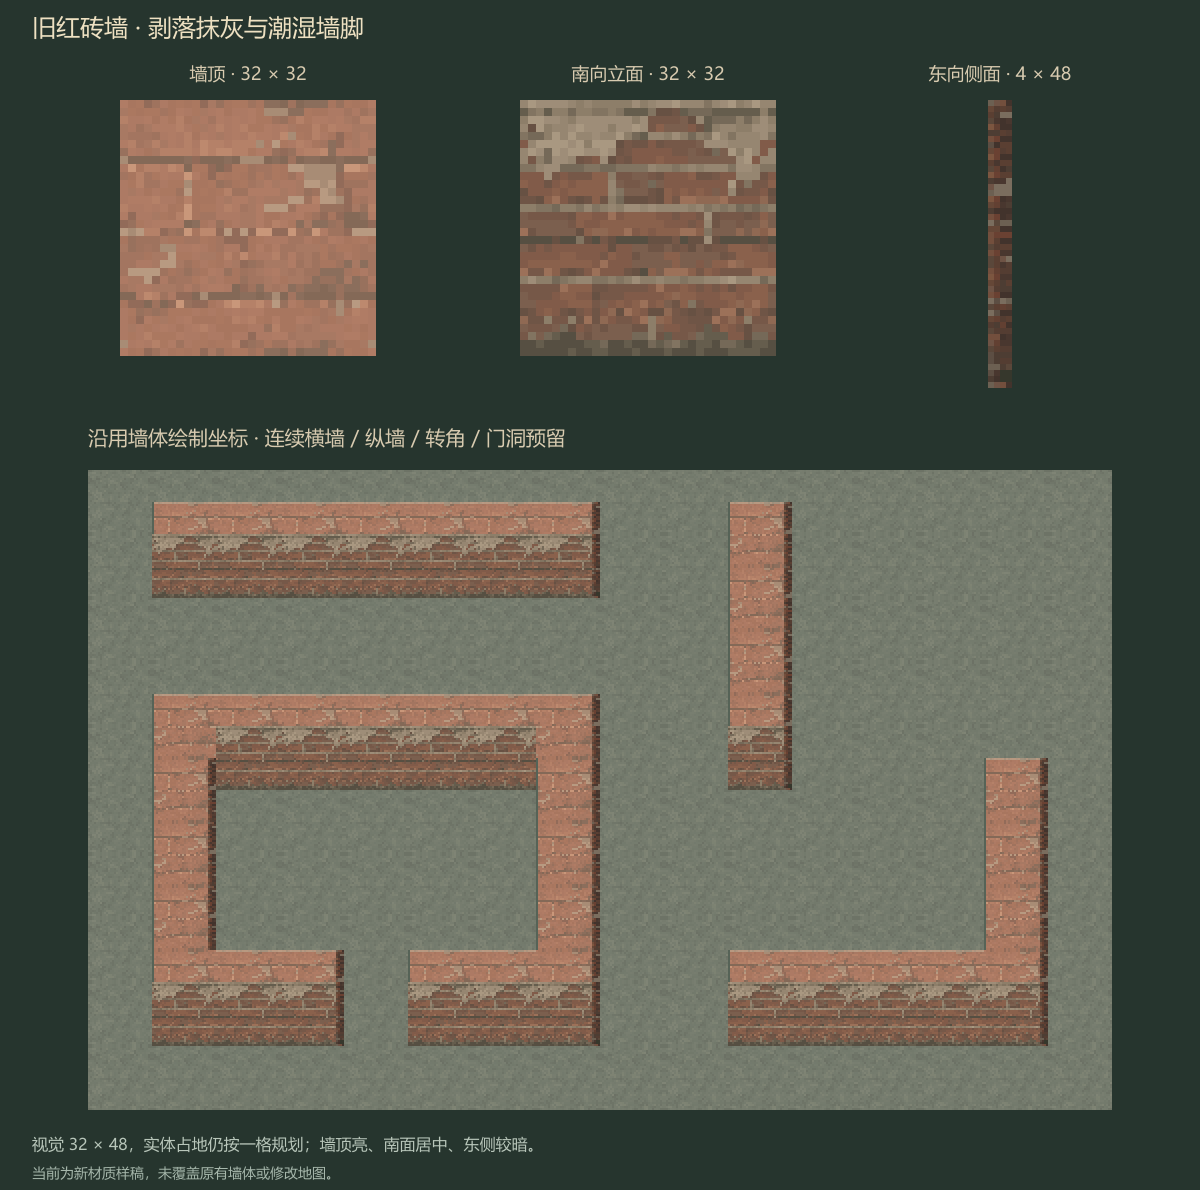 旧红砖墙 · 剥落抹灰与潮湿墙脚
墙顶 · 32 × 32
南向立面 · 32 × 32
东向侧面 · 4 × 48
沿用墙体绘制坐标 · 连续横墙 / 纵墙 / 转角 / 门洞预留
视觉 32 × 48，实体占地仍按一格规划；墙顶亮、南面居中、东侧较暗。
当前为新材质样稿，未覆盖原有墙体或修改地图。